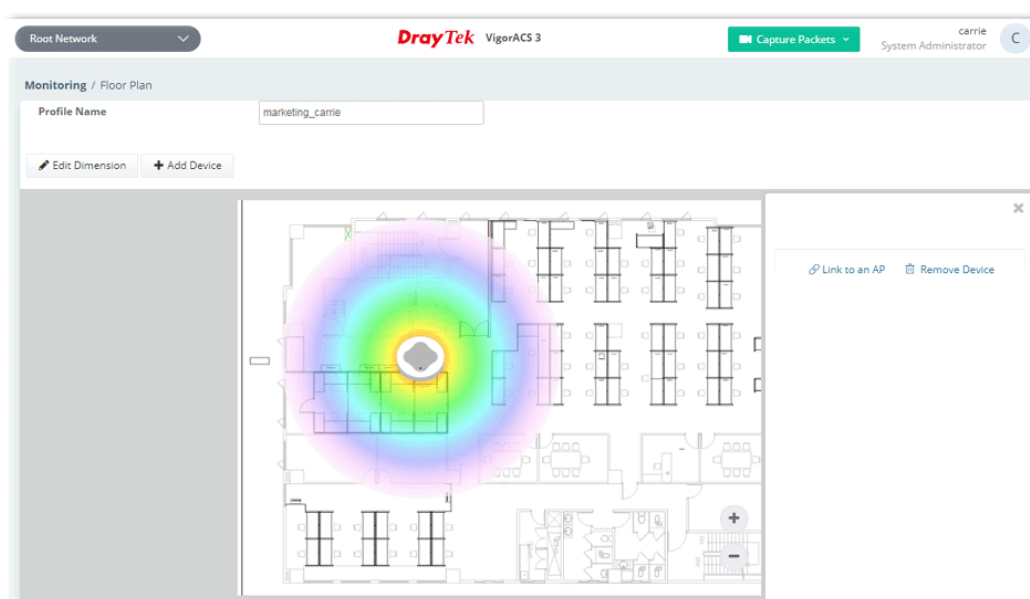 Root Network
DrayTek VigorACS 3
Capture Packets
carrie
System Administrator
C
Monitoring / Floor Plan
Profile Name
marketing_carrie
Edit Dimension
Add Device
Link to an AP
Remove Device